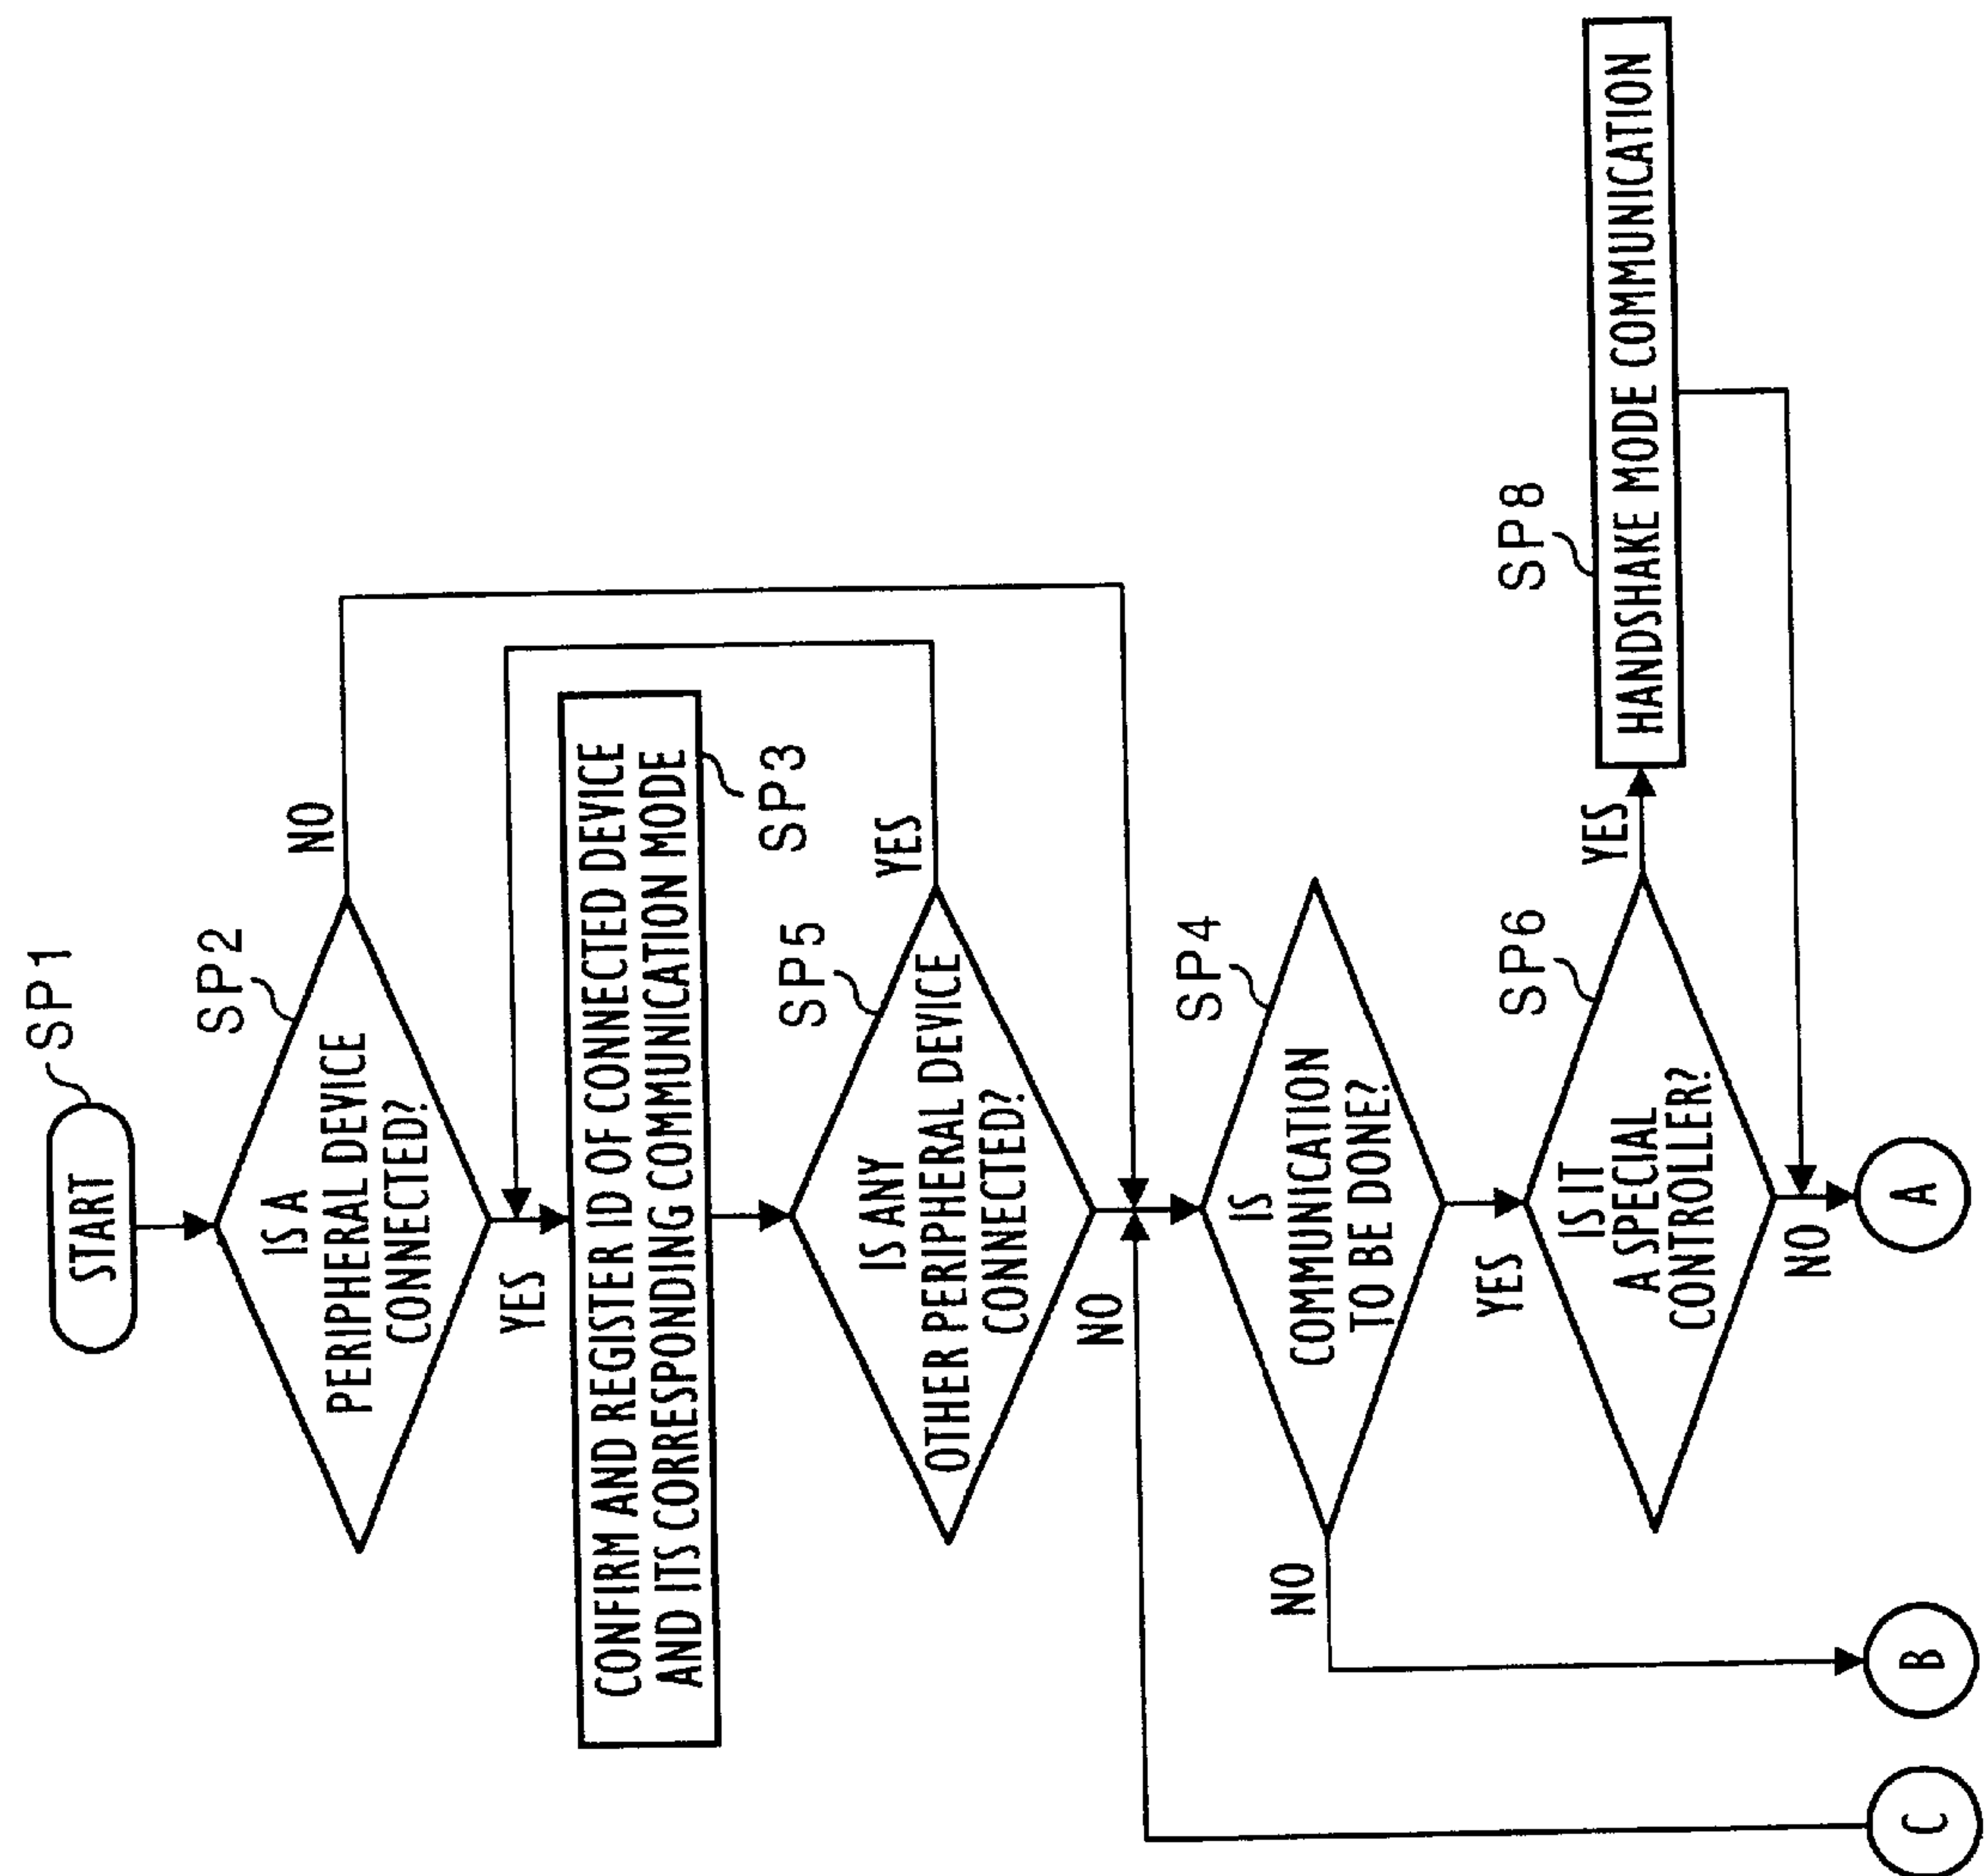 START
SP1
IS A
PERIPHERAL DEVICE
CONNECTED?
SP2
NO
YES
CONFIRM AND REGISTER ID OF CONNECTED DEVICE
AND ITS CORRESPONDING COMMUNICATION MODE
SP3
IS ANY
OTHER PERIPHERAL DEVICE
CONNECTED?
SP5
YES
NO
IS
COMMUNICATION
TO BE DONE?
SP4
NO
YES
IS IT
A SPECIAL
CONTROLLER?
SP6
YES
HANDSHAKE MODE COMMUNICATION
SP8
NO
C
B
A